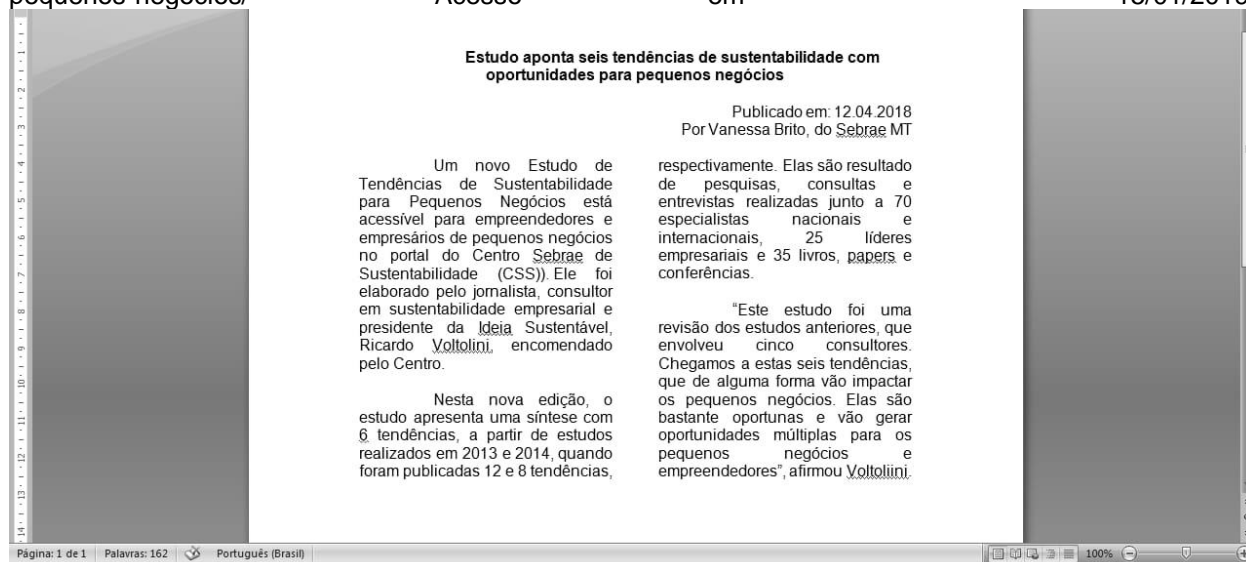 pequenos-negócios/ Acesso em
Estudo aponta seis tendências de sustentabilidade com
oportunidades para pequenos negócios
Publicado em: 12.04.2018
Por Vanessa Brito, do Sebrae MT
Um novo Estudo de
Tendências de Sustentabilidade
para Pequenos Negócios está
acessível para empreendedores e
empresários de pequenos negócios
no portal do Centro Sebrae de
Sustentabilidade (CSS)). Ele foi
elaborado pelo jornalista, consultor
em sustentabilidade empresarial e
presidente da Ideia Sustentável,
Ricardo Voltolini, encomendado
pelo Centro.
Nesta nova edição, o
estudo apresenta uma síntese com
6 tendências, a partir de estudos
realizados em 2013 e 2014, quando
foram publicadas 12 e 8 tendências,
respectivamente. Elas são resultado
de pesquisas, consultas e
entrevistas realizadas junto a 70
especialistas nacionais e
internacionais, 25 líderes
empresariais e 35 livros, papers e
conferências.
“Este estudo foi uma
revisão dos estudos anteriores, que
envolveu cinco consultores.
Chegamos a estas seis tendências,
que de alguma forma vão impactar
os pequenos negócios. Elas são
bastante oportunas e vão gerar
oportunidades múltiplas para os
pequenos negócios e
empreendedores”, afirmou Voltoliini.
Página: 1 de 1 Palavras: 162 Português (Brasil) 100%